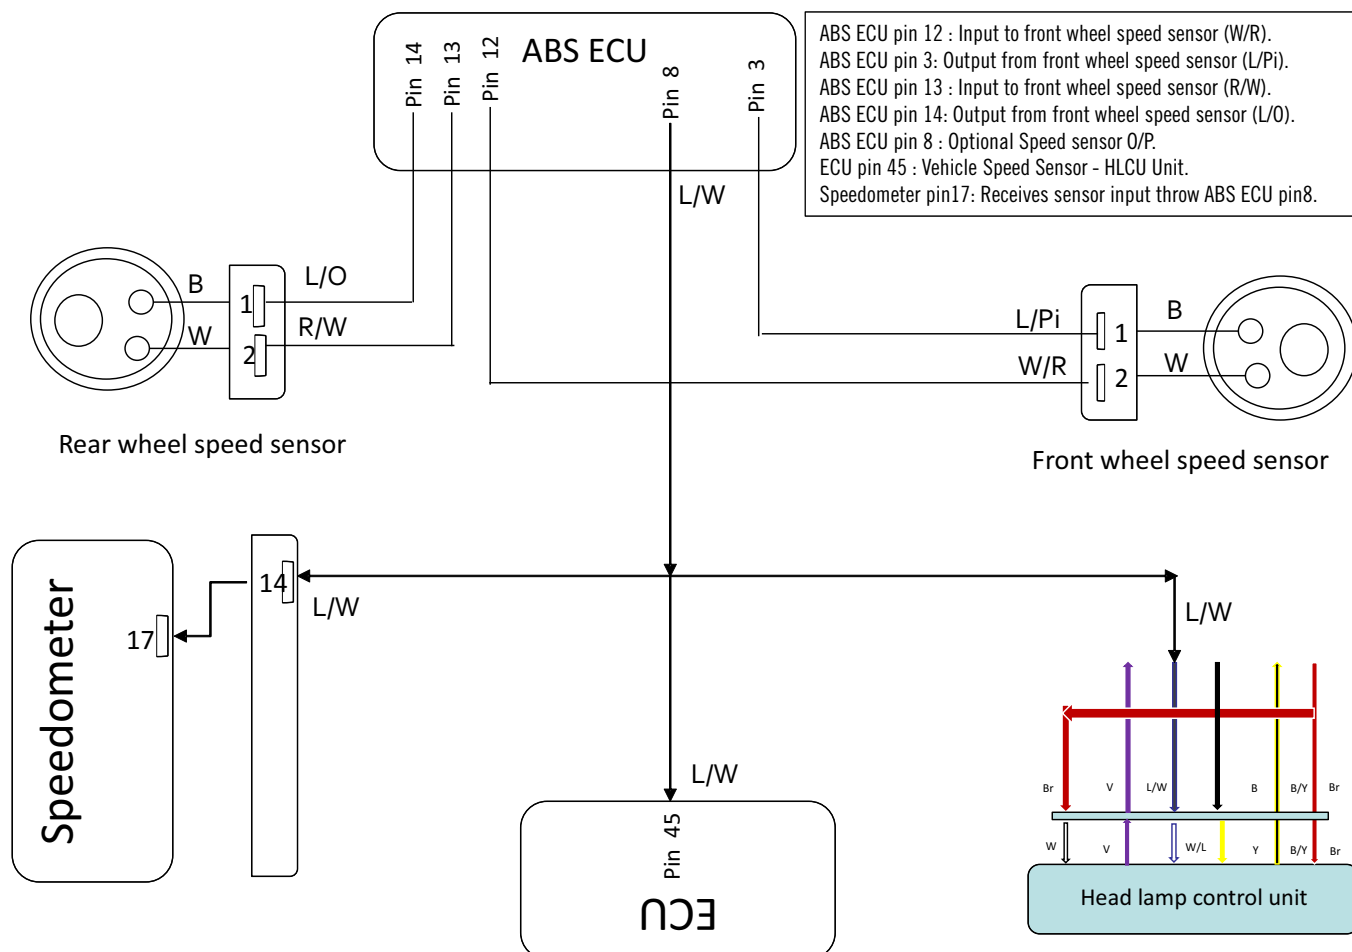 ABS ECU
Pin 14
Pin 13
Pin 12
Pin 8
Pin 3
ABS ECU pin 12 : Input to front wheel speed sensor (W/R).
ABS ECU pin 3: Output from front wheel speed sensor (L/Pi).
ABS ECU pin 13 : Input to front wheel speed sensor (R/W).
ABS ECU pin 14: Output from front wheel speed sensor (L/O).
ABS ECU pin 8 : Optional Speed sensor O/P.
ECU pin 45 : Vehicle Speed Sensor - HLCU Unit.
Speedometer pin17: Receives sensor input throw ABS ECU pin8.
L/W
B
1
L/O
W
2
R/W
Rear wheel speed sensor
L/Pi
1
B
W/R
2
W
Front wheel speed sensor
Speedometer
17
14
L/W
L/W
L/W
Pin 45
ECU
Br
V
L/W
B
B/Y
Br
W
V
W/L
Y
B/Y
Br
Head lamp control unit